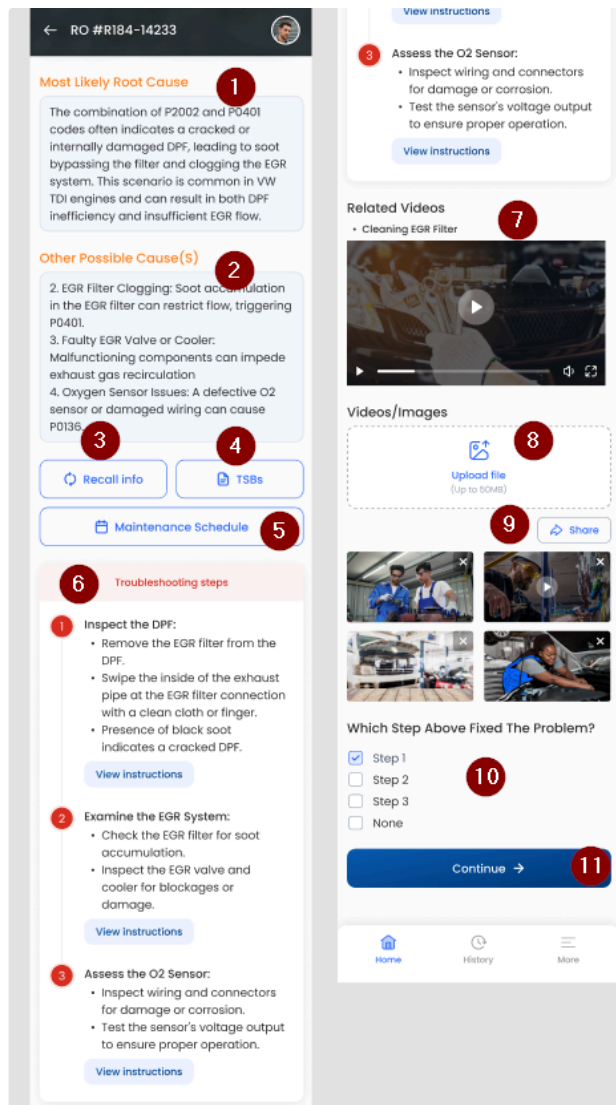 RO #R184-14233
Most Likely Root Cause
1
The combination of P2002 and P0401
codes often indicates a cracked or
internally damaged DPF, leading to soot
bypassing the filter and clogging the EGR
system. This scenario is common in VW
TDI engines and can result in both DPF
inefficiency and insufficient EGR flow.
Other Possible Cause(S)
2
2. EGR Filter Clogging: Soot accumulation
in the EGR filter can restrict flow, triggering
P0401.
3. Faulty EGR Valve or Cooler:
Malfunctioning components can impede
exhaust gas recirculation
4. Oxygen Sensor Issues: A defective O2
sensor or damaged wiring can cause
P0136.
3
4
Recall info
TSBs
Maintenance Schedule
5
6
Troubleshooting steps
1
Inspect the DPF:
• Remove the EGR filter from the
DPF.
• Swipe the inside of the exhaust
pipe at the EGR filter connection
with a clean cloth or finger.
• Presence of black soot
indicates a cracked DPF.
View instructions
2
Examine the EGR System:
• Check the EGR filter for soot
accumulation.
• Inspect the EGR valve and
cooler for blockages or
damage.
View instructions
3
Assess the O2 Sensor:
• Inspect wiring and connectors
for damage or corrosion.
• Test the sensor's voltage output
to ensure proper operation.
View instructions
View instructions
3
Assess the O2 Sensor:
• Inspect wiring and connectors
for damage or corrosion.
• Test the sensor's voltage output
to ensure proper operation.
View instructions
Related Videos
7
• Cleaning EGR Filter
Videos/Images
8
Upload file
(Up to 50MB)
9
Share
Which Step Above Fixed The Problem?
Step 1
Step 2
Step 3
None
10
Continue →
11
Home
History
More